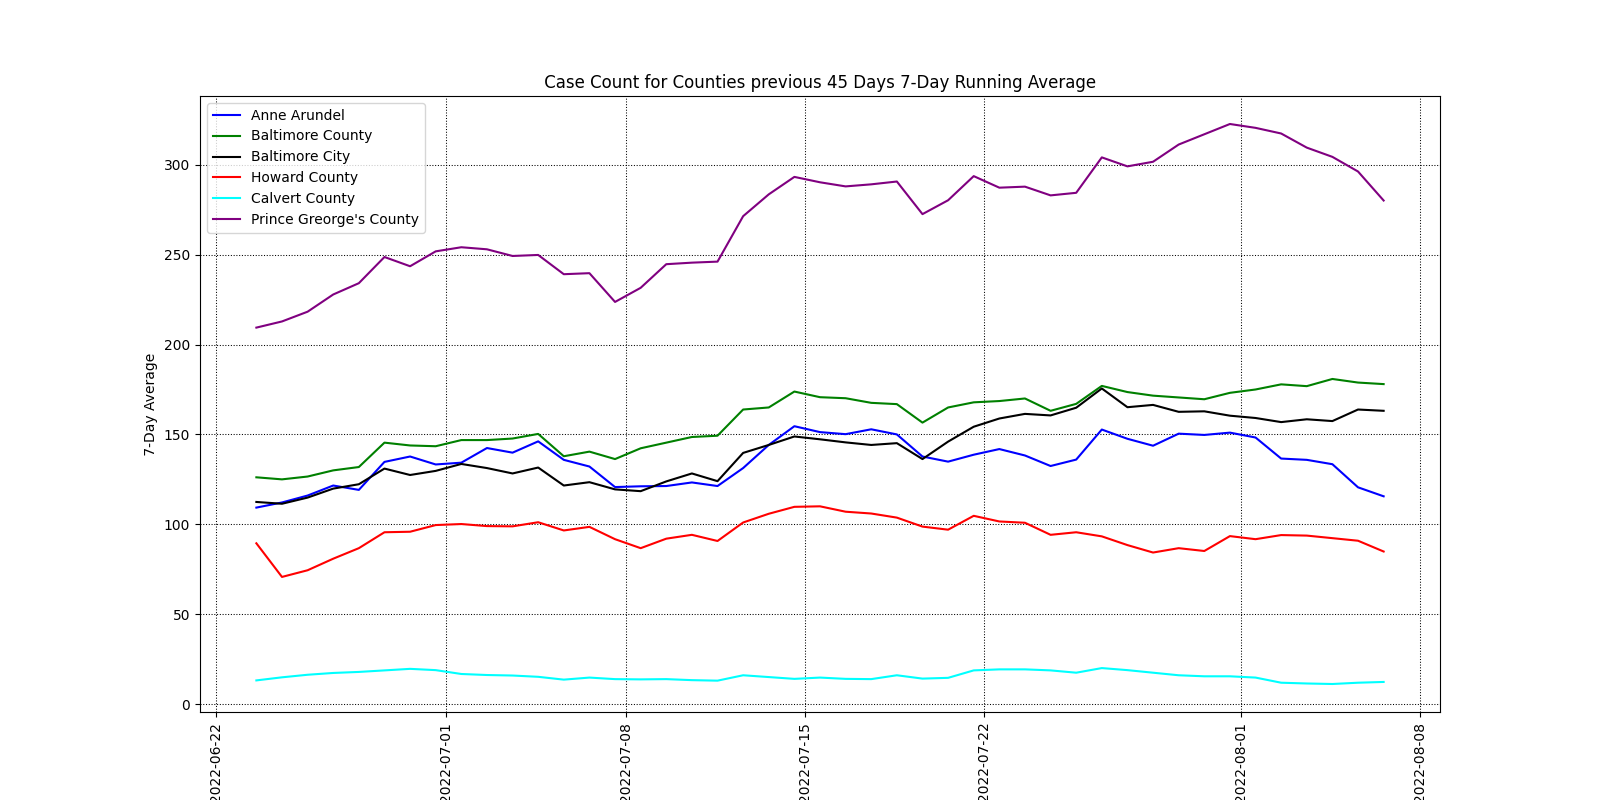 Case Count for Counties previous 45 Days 7-Day Running Average
Anne Arundel
Baltimore County
Baltimore City
Howard County
Calvert County
Prince Greorge's County
7-Day Average
300
250
200
150
100
50
0
2022-06-22
2022-07-01
2022-07-08
2022-07-15
2022-07-22
2022-08-01
2022-08-08